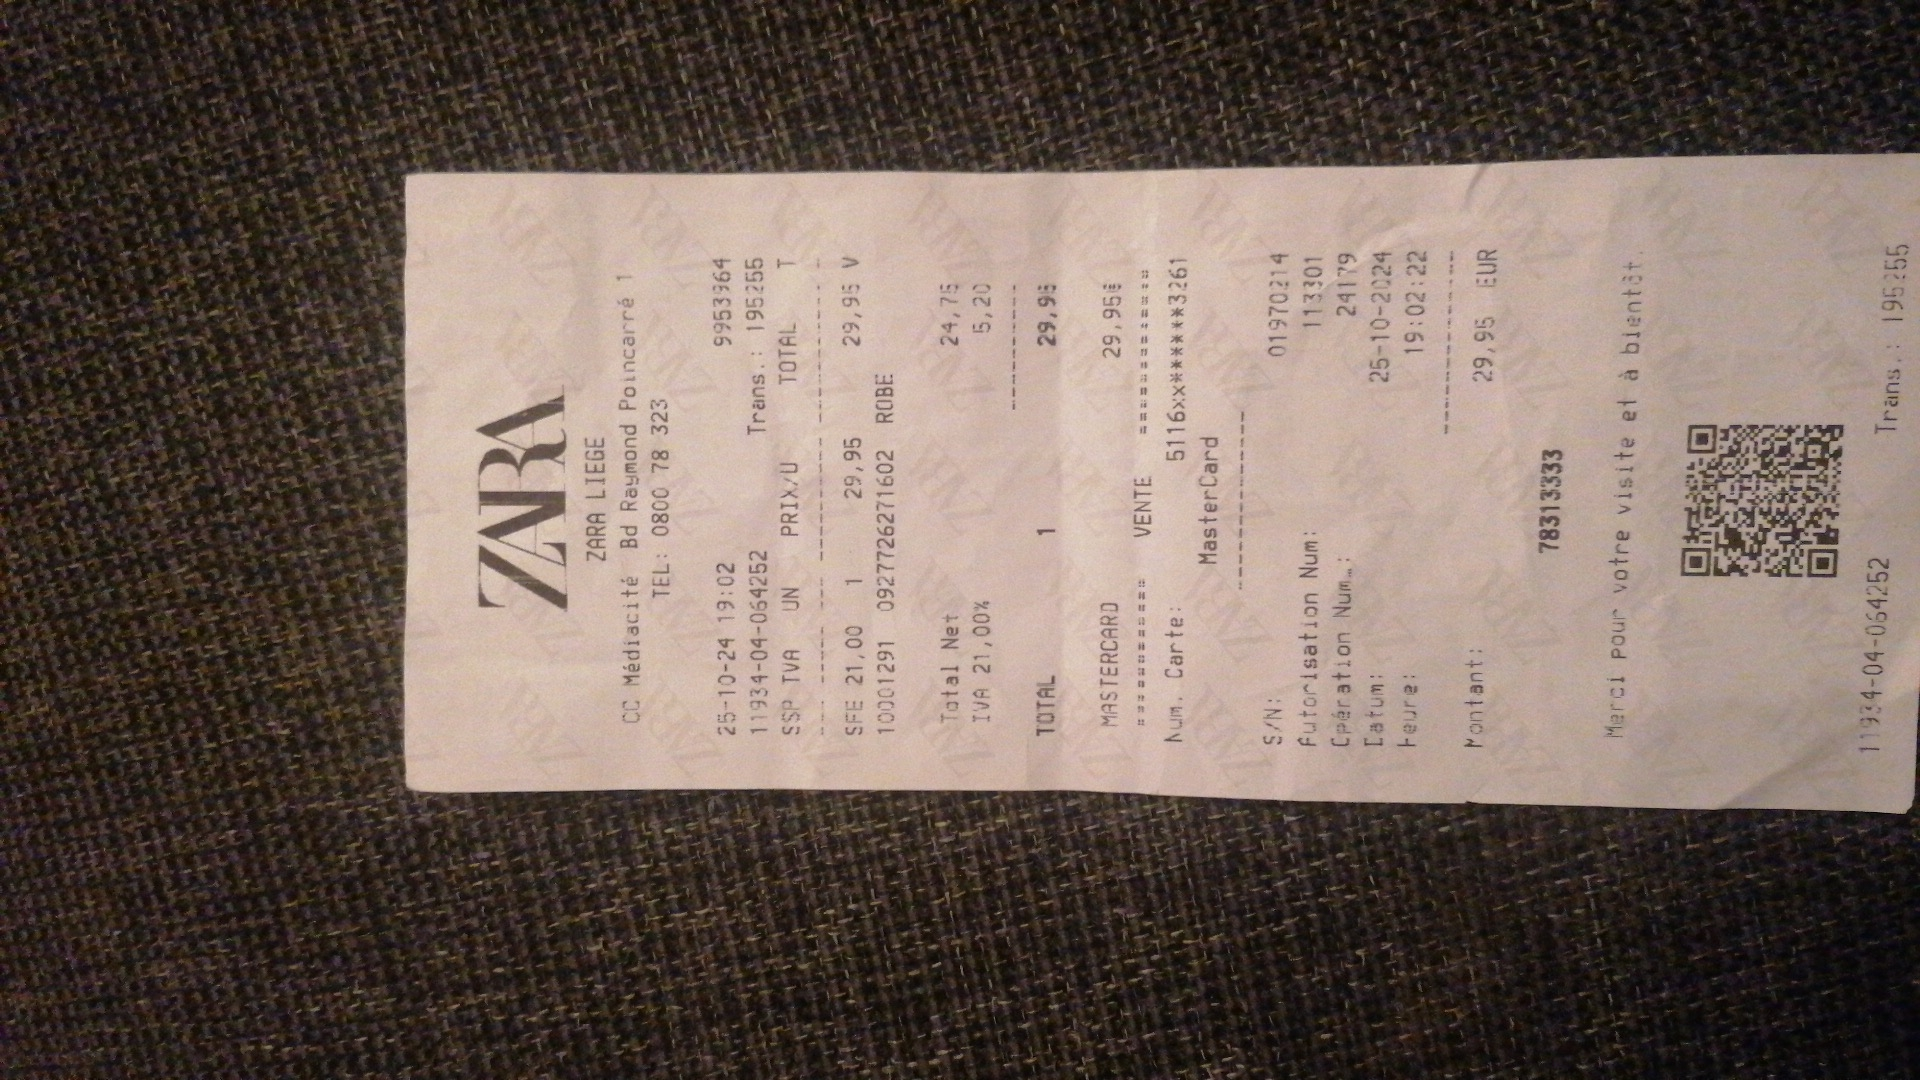 ZARA
ZARA LIEGE
CC Médiacité Bd Raymond Poincarré 1
TEL: 0800 78 323
25-10-24 19:02 9953964
11934-04-064252 Trans.: 195255
SSP TVA UN PRIX/U TOTAL T
--- ----- --- ---------- ---------- -
SFE 21,00 1 29,95 29,95 V
10001291 09277726271602 ROBE
Total Net 24,75
IVA 21,00% 5,20
------------
TOTAL 1 29,95
MASTERCARD 29,95€
============= VENTE ==============
Num. Carte: 5116xx******3261
MasterCard
------------------
S/N: 01970214
Autorisation Num: 113301
Opération Num.: 24179
Datum: 25-10-2024
Heure: 19:02:22
------------------
Montant: 29,95 EUR
78313333
Merci pour votre visite et à bientôt.
11934-04-064252 Trans.: 195255